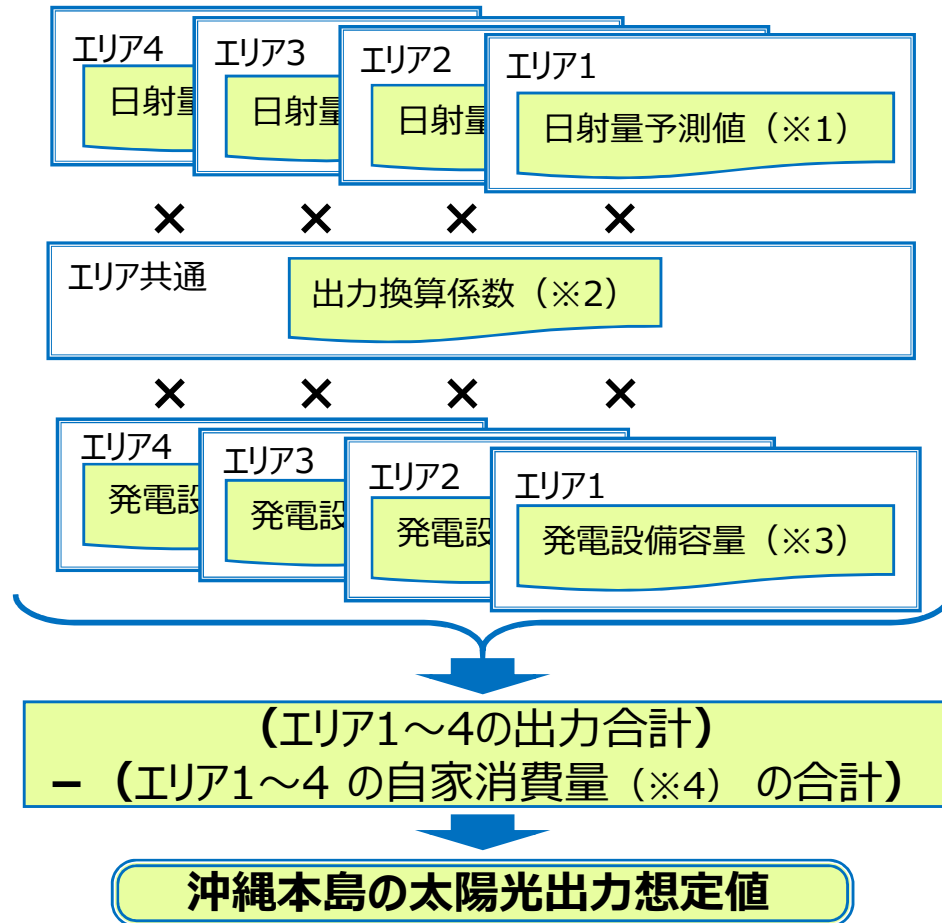 エリア4
日射量
エリア3
日射量
エリア2
日射量
エリア1
日射量予測値（※1）
× × × ×
エリア共通
出力換算係数（※2）
× × × ×
エリア4
発電設
エリア3
発電設
エリア2
発電設
エリア1
発電設備容量（※3）
(エリア1～4の出力合計)
－（エリア1～4 の自家消費量（※4） の合計)
沖縄本島の太陽光出力想定値